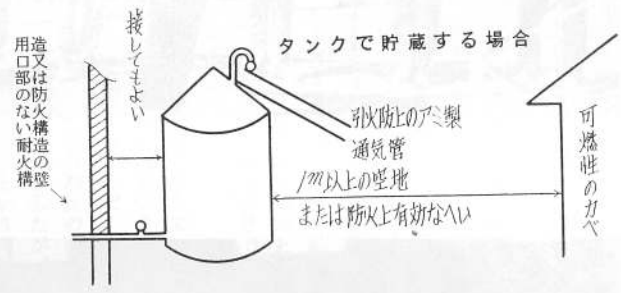 タンクで貯蔵する場合
接してもよい
用口部のない耐火構
造又は防火構造の壁
引火防止のアミ製
通気管
1m以上の空地
または防火上有効なへい
可燃性のカベ